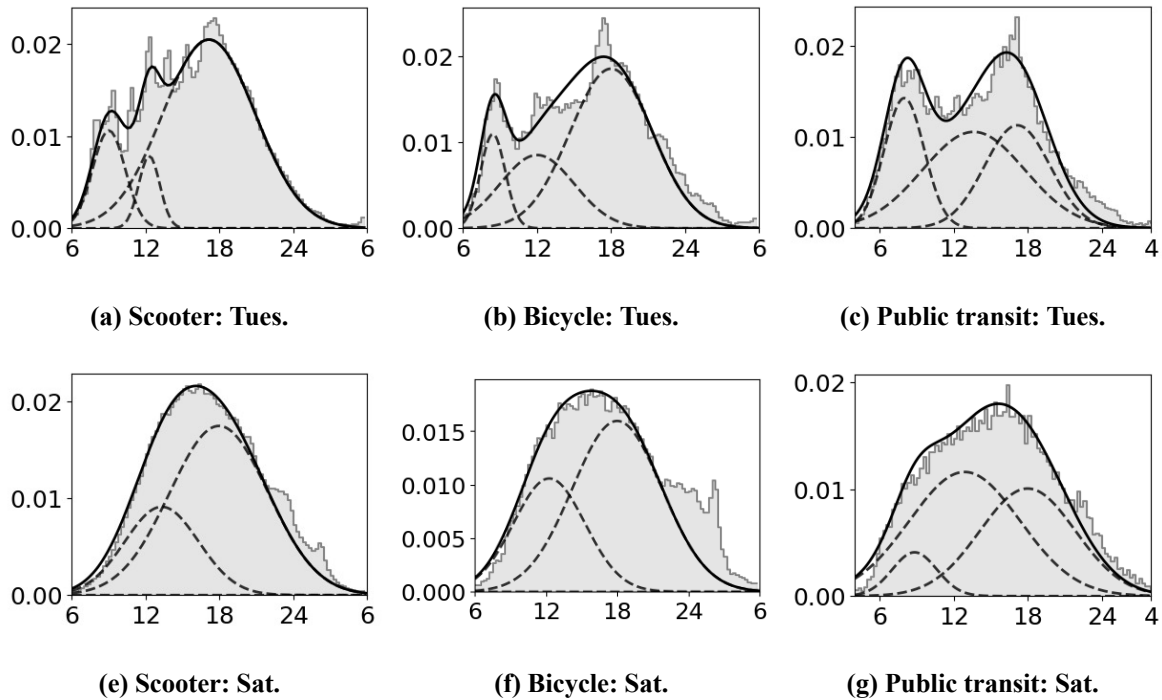 0.02
0.01
0.00
6 12 18 24 6
0.02
0.01
0.00
6 12 18 24 6
0.02
0.01
0.00
6 12 18 24 4
(a) Scooter: Tues.
(b) Bicycle: Tues.
(c) Public transit: Tues.
0.02
0.01
0.00
6 12 18 24 6
0.015
0.010
0.005
0.000
6 12 18 24 6
0.02
0.01
0.00
6 12 18 24 4
(e) Scooter: Sat.
(f) Bicycle: Sat.
(g) Public transit: Sat.